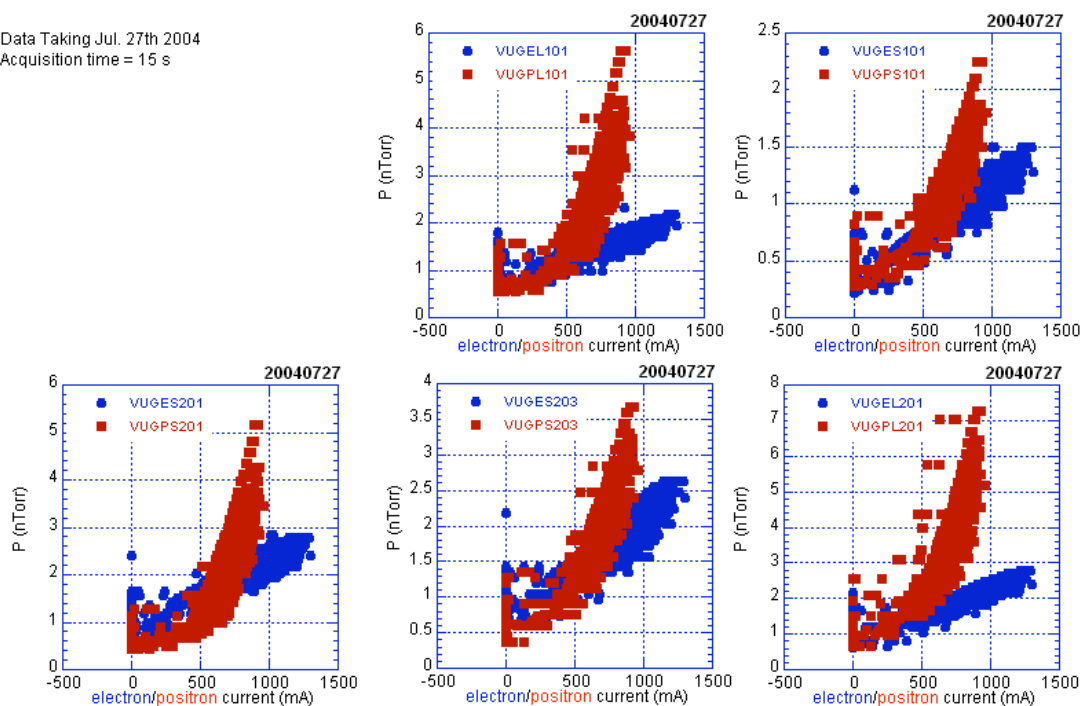 Data Taking Jul. 27th 2004
Acquisition time = 15 s
20040727
VUGEL101
VUGPL101
P (nTorr)
6
5
4
3
2
1
0
-500 0 500 1000 1500
electron/positron current (mA)
20040727
VUGES101
VUGPS101
P (nTorr)
2.5
2
1.5
1
0.5
0
-500 0 500 1000 1500
electron/positron current (mA)
20040727
VUGES201
VUGPS201
P (nTorr)
6
5
4
3
2
1
0
-500 0 500 1000 1500
electron/positron current (mA)
20040727
VUGES203
VUGPS203
P (nTorr)
4
3.5
3
2.5
2
1.5
1
0.5
0
-500 0 500 1000 1500
electron/positron current (mA)
20040727
VUGEL201
VUGPL201
P (nTorr)
8
7
6
5
4
3
2
1
0
-500 0 500 1000 1500
electron/positron current (mA)